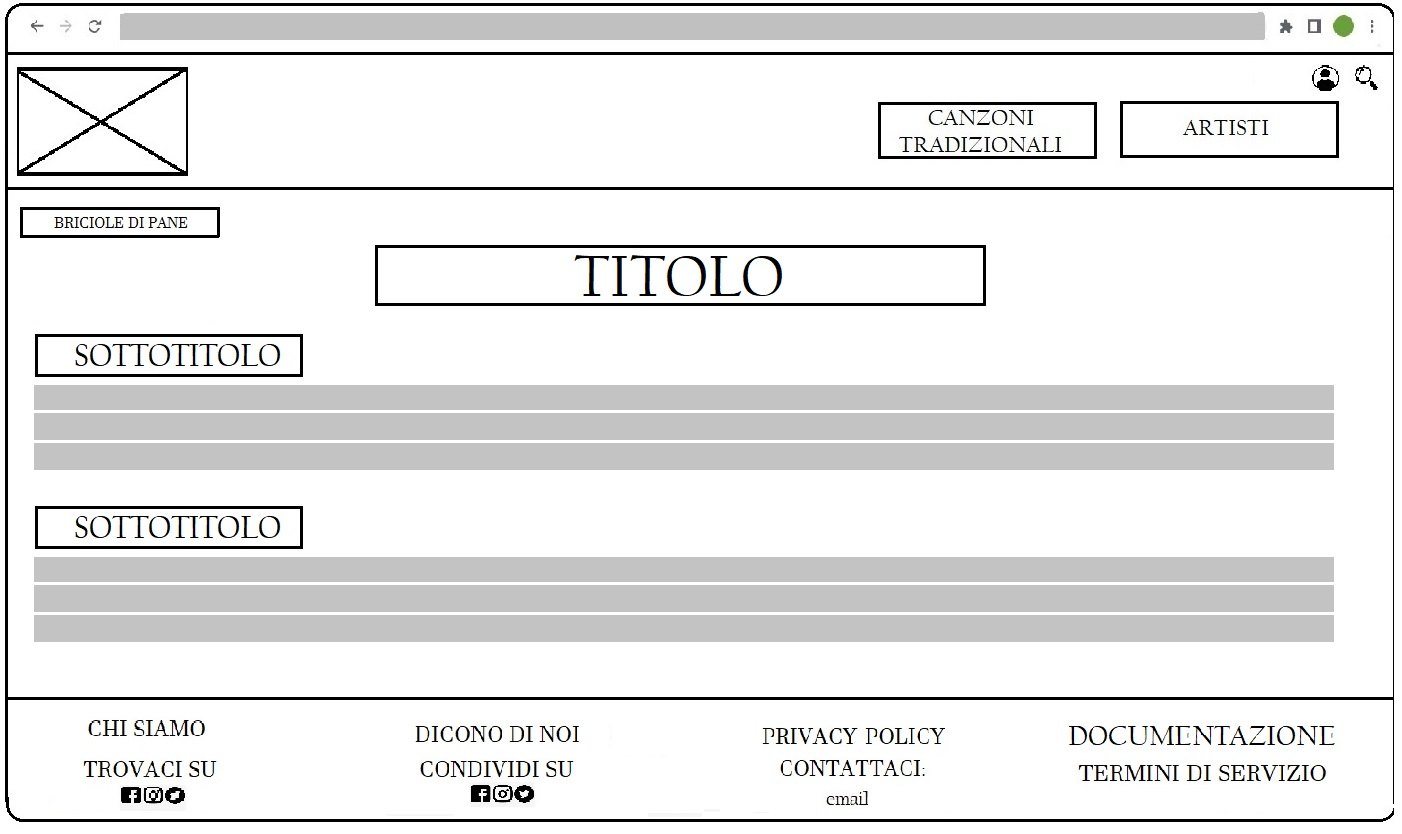 CANZONI
TRADIZIONALI
ARTISTI
BRICIOLE DI PANE
TITOLO
SOTTOTITOLO
SOTTOTITOLO
CHI SIAMO
TROVACI SU
DICONO DI NOI
CONDIVIDI SU
PRIVACY POLICY
CONTATTACI:
email
DOCUMENTAZIONE
TERMINI DI SERVIZIO